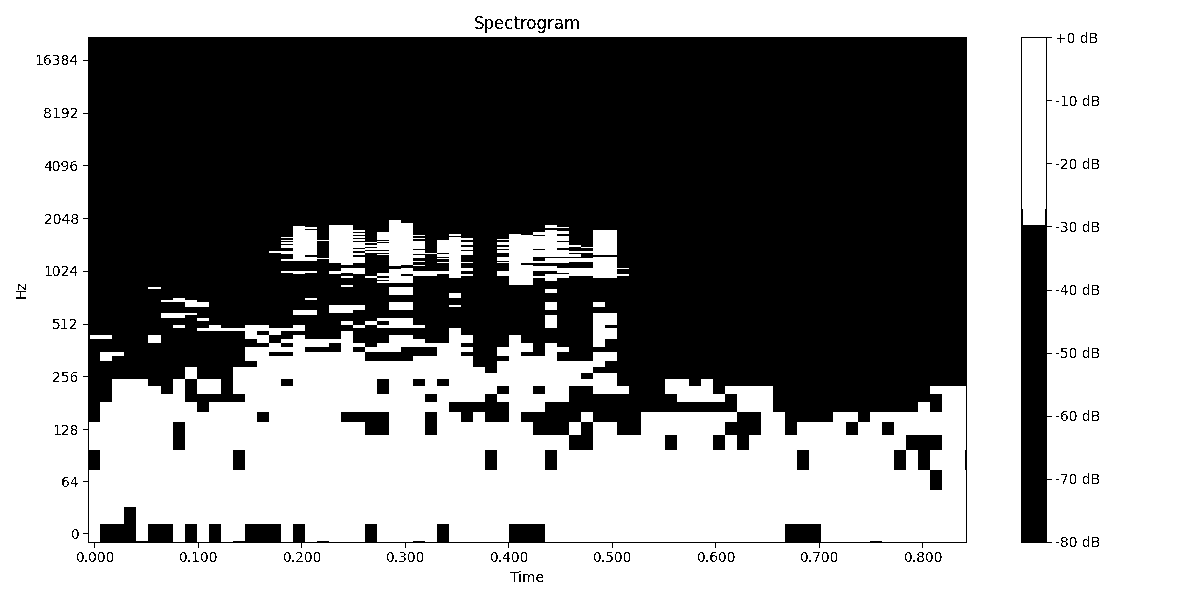 Spectrogram
16384
8192
4096
2048
1024
512
256
128
64
0
Hz
0.000 0.100 0.200 0.300 0.400 0.500 0.600 0.700 0.800
Time
+0 dB
-10 dB
-20 dB
-30 dB
-40 dB
-50 dB
-60 dB
-70 dB
-80 dB